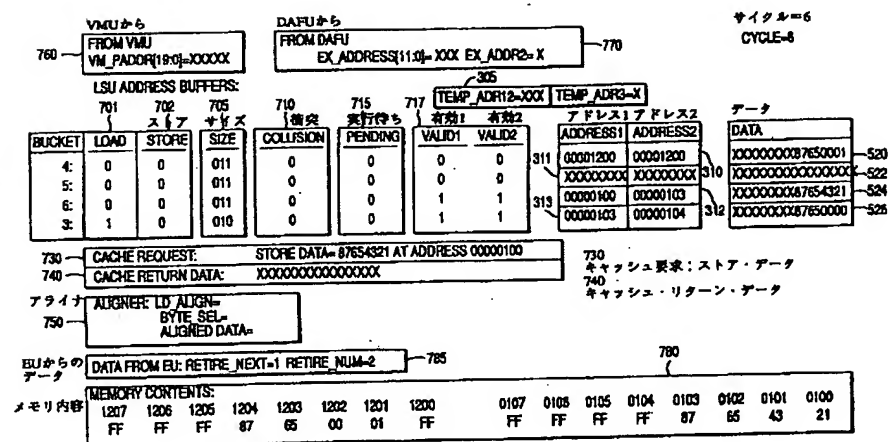 VMUから
DAFUから
サイクル=6
CYCLE=6
760
FROM VMU
VM_PADDR[19:0]=XXXXX
FROM DAFU
EX_ADDRESS[11:0]= XXX EX_ADDR2= X
770
LSU ADDRESS BUFFERS:
305
TEMP_ADR12=XXX TEMP_ADR3=X
701 702 705 710 715 717
ストア サイズ 衝突 実行待ち 有効1 有効2 アドレス1 アドレス2 データ
BUCKET LOAD STORE SIZE COLLISION PENDING VALID1 VALID2 ADDRESS1 ADDRESS2 DATA
4: 0 0 011 0 0 0 0 311 00001200 00001200 310 XXXXXXXX87650001 520
5: 0 0 011 0 0 0 0 XXXXXXXX XXXXXXXX XXXXXXXXXXXXXXXX 522
6: 0 0 011 0 0 1 1 313 00000100 00000103 312 XXXXXXXX87654321 524
3: 1 0 010 0 0 1 1 00000103 00000104 XXXXXXXX87650000 526
730 CACHE REQUEST: STORE DATA= 87654321 AT ADDRESS 00000100
740 CACHE RETURN DATA: XXXXXXXXXXXXXXXX
730
キャッシュ要求:ストア・データ
740
キャッシュ・リターン・データ
アライナ
750
ALIGNER: LD_ALIGN=
BYTE_SEL=
ALIGNED DATA=
EUからの
データ
DATA FROM EU: RETIRE_NEXT=1 RETIRE_NUM=2
785
780
メモリ内容
MEMORY CONTENTS:
1207 1206 1205 1204 1203 1202 1201 1200 0107 0106 0105 0104 0103 0102 0101 0100
FF FF FF 87 65 00 01 FF FF FF FF FF 87 65 43 21